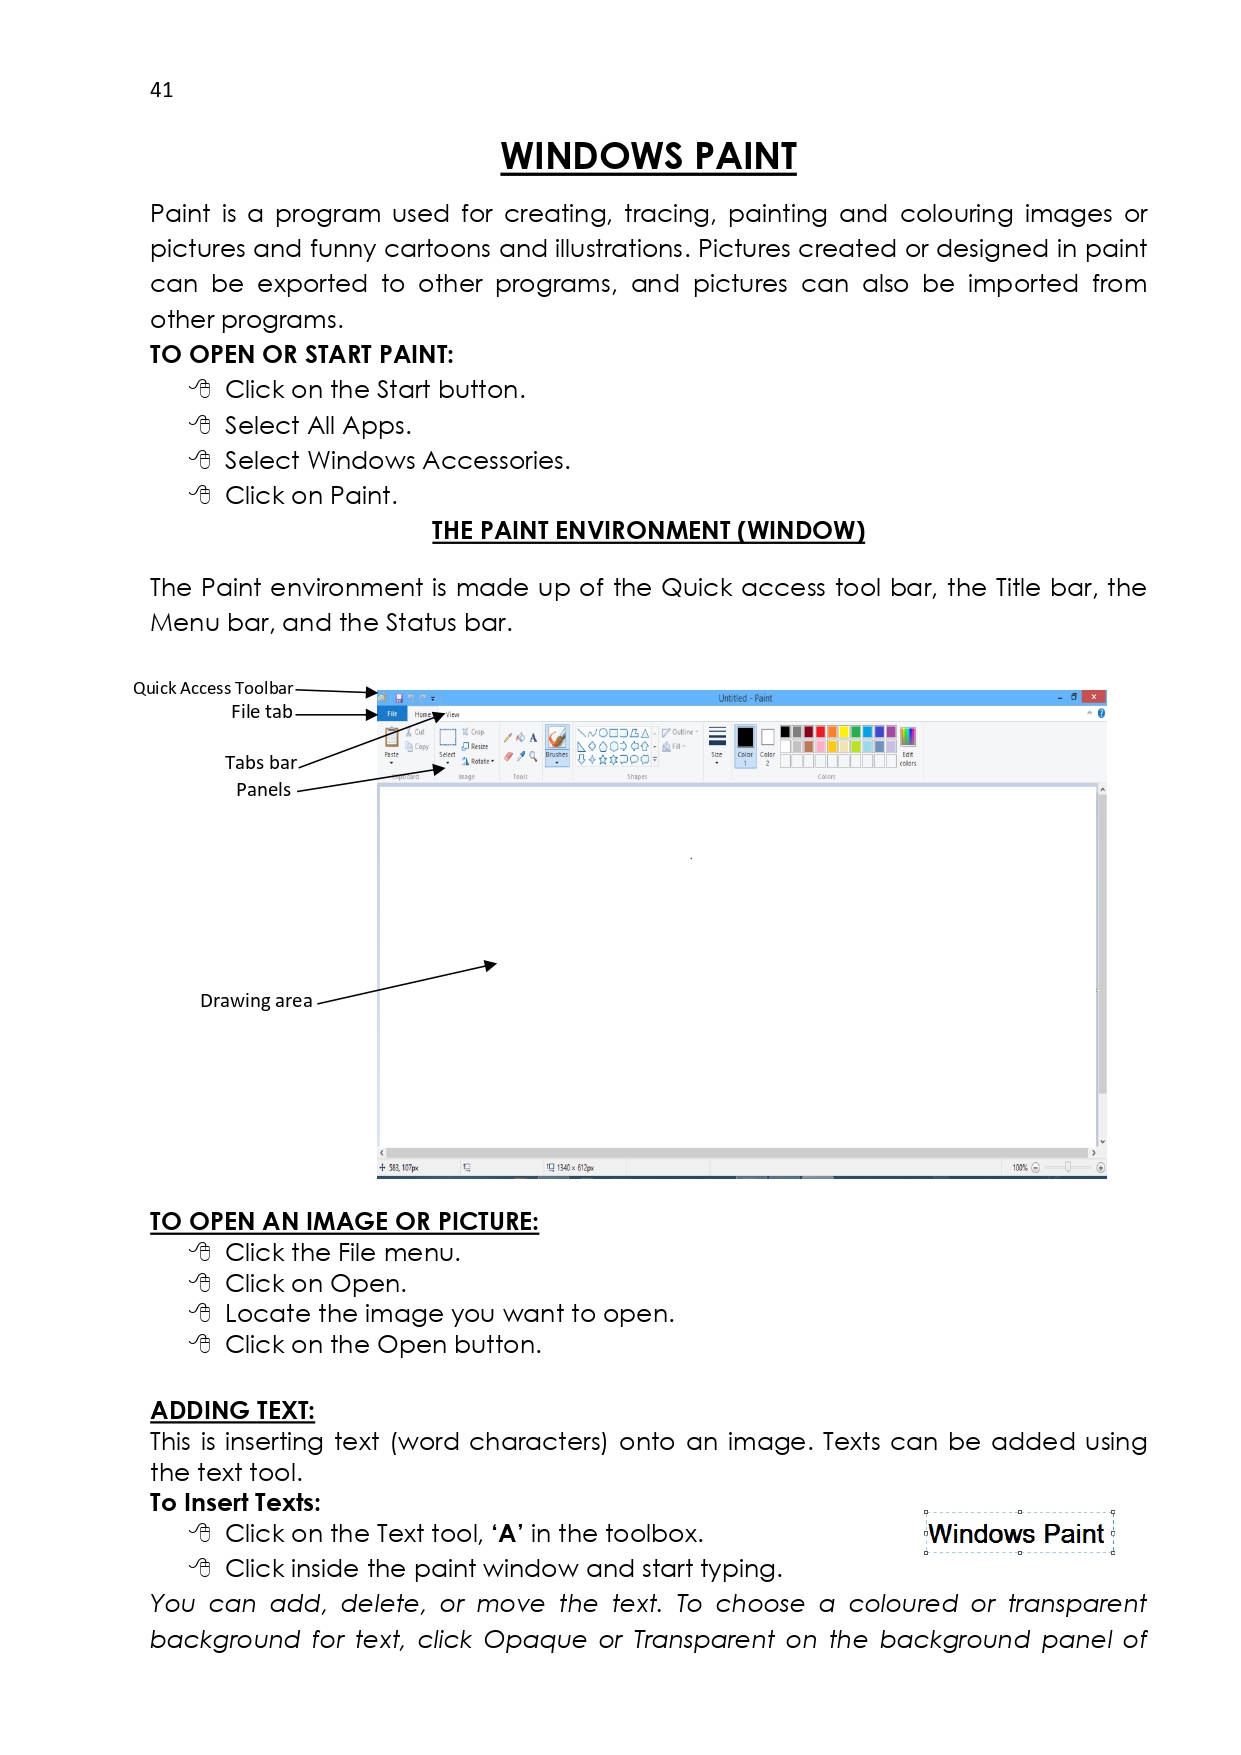 41
WINDOWS PAINT
Paint is a program used for creating, tracing, painting and colouring images or
pictures and funny cartoons and illustrations. Pictures created or designed in paint
can be exported to other programs, and pictures can also be imported from
other programs.
TO OPEN OR START PAINT:
Click on the Start button.
Select All Apps.
Select Windows Accessories.
Click on Paint.
THE PAINT ENVIRONMENT (WINDOW)
The Paint environment is made up of the Quick access tool bar, the Title bar, the
Menu bar, and the Status bar.
Quick Access Toolbar
File tab
Tabs bar
Panels
Drawing area
Untitled - Paint
File Home View
Cut Crop Outline
Copy Resize Fill
Paste Select Rotate Brushes Size Color 1 Color 2 Edit colors
Clipboard Image Tools Shapes Colors
583, 107px 1340 × 612px 100%
TO OPEN AN IMAGE OR PICTURE:
Click the File menu.
Click on Open.
Locate the image you want to open.
Click on the Open button.
ADDING TEXT:
This is inserting text (word characters) onto an image. Texts can be added using
the text tool.
To Insert Texts:
Click on the Text tool, ‘A’ in the toolbox.
Windows Paint
Click inside the paint window and start typing.
You can add, delete, or move the text. To choose a coloured or transparent
background for text, click Opaque or Transparent on the background panel of